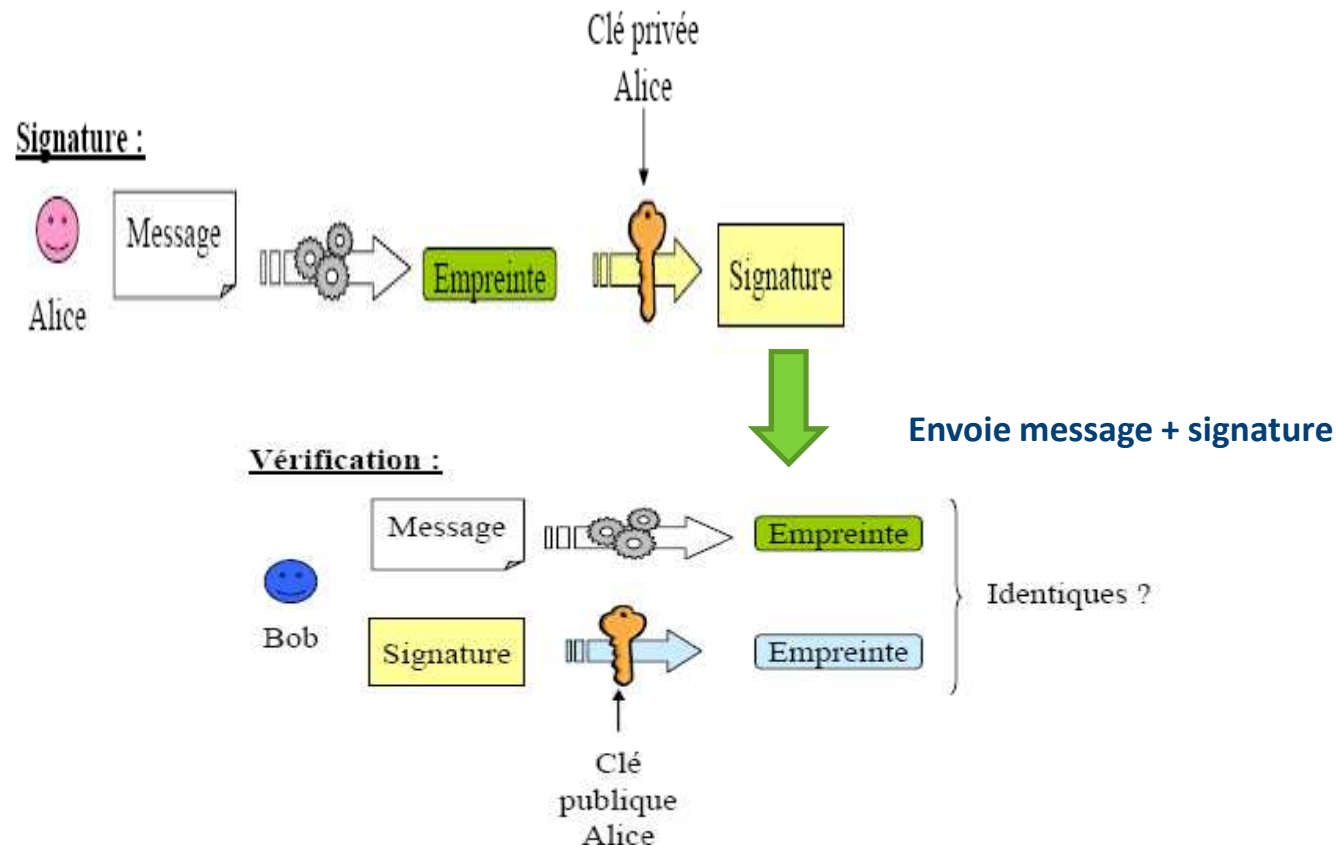 Clé privée
Alice
Signature :
Message
Empreinte
Signature
Alice
Envoie message + signature
Vérification :
Message
Empreinte
Identiques ?
Bob
Signature
Empreinte
Clé
publique
Alice